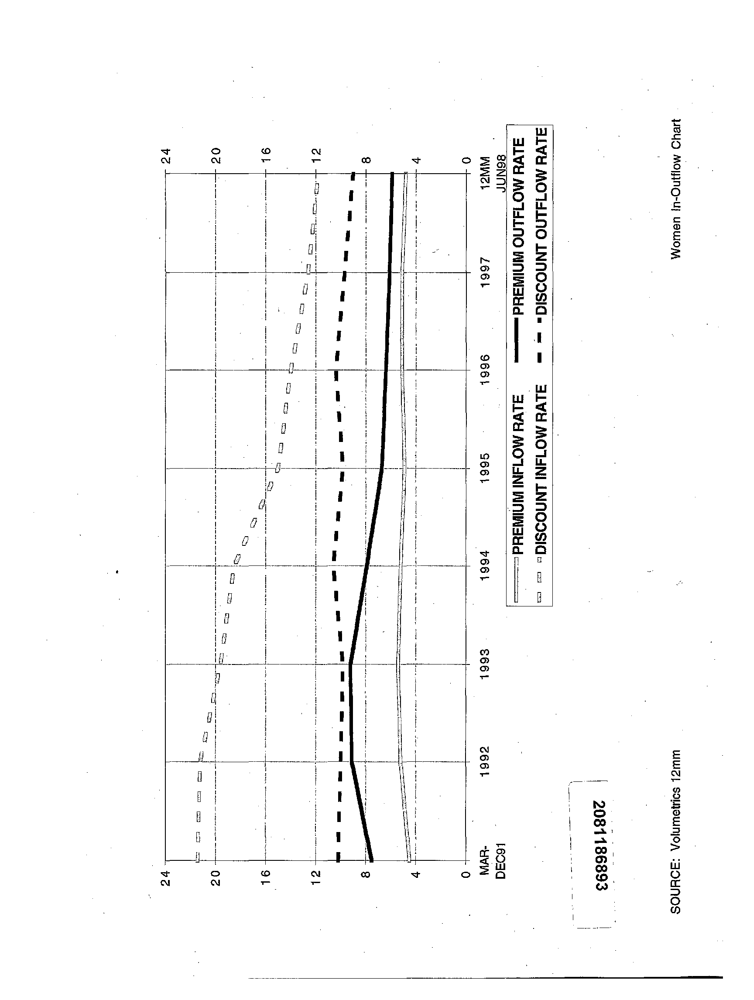 24
20
16
12
8
4
0
24
20
16
12
8
4
0
MAR-
DEC91
1992
1993
1994
1995
1996
1997
12MM
JUN98
PREMIUM INFLOW RATE
PREMIUM OUTFLOW RATE
DISCOUNT INFLOW RATE
DISCOUNT OUTFLOW RATE
2081186893
SOURCE: Volumetrics 12mm
Women In-Outflow Chart